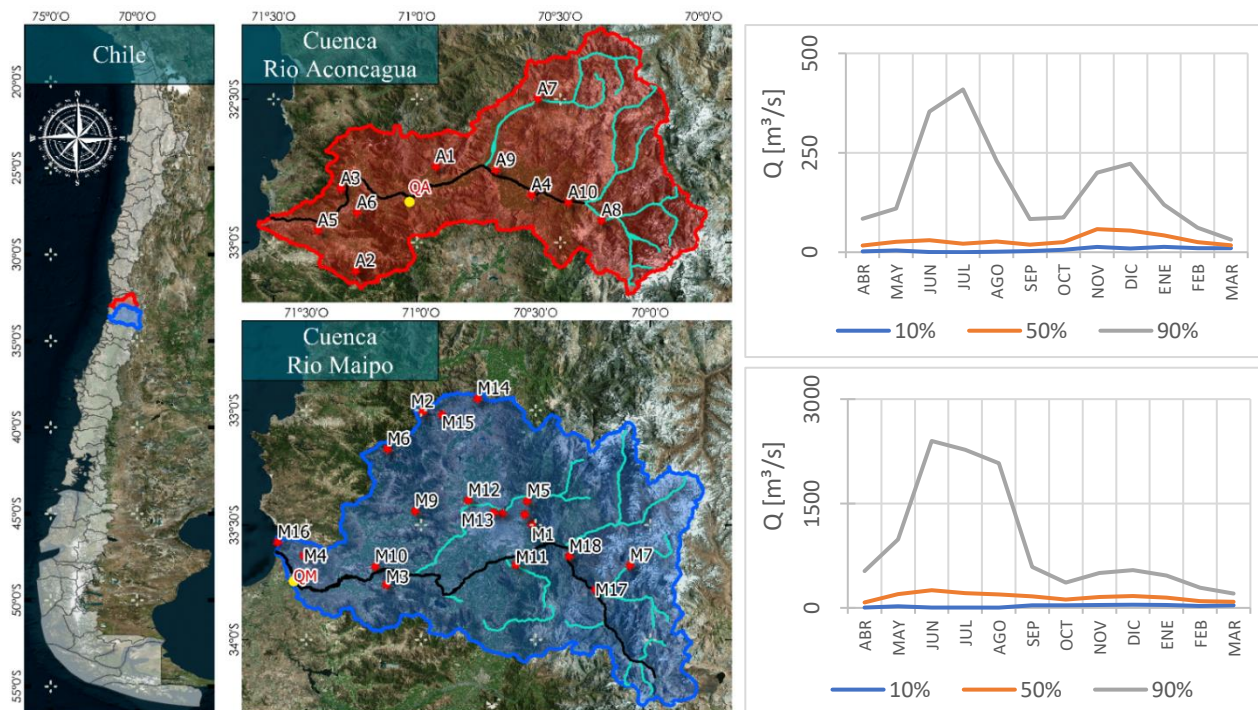 75°0'O
70°0'O
Chile
N
E
S
20°0'S
25°0'S
30°0'S
35°0'S
40°0'S
45°0'S
50°0'S
55°0'S
71°30'O
71°0'O
70°30'O
70°0'O
Cuenca
Rio Aconcagua
32°30'S
33°0'S
A7
A1
A9
A3
QA
A4
A10
A6
A8
A5
A2
71°30'O
71°0'O
70°30'O
70°0'O
Cuenca
Rio Maipo
33°0'S
33°30'S
34°0'S
M14
M2
M15
M6
M12
M5
M9
M13
M1
M16
M18
M4
M10
M11
M7
QM
M3
M17
Q [m³/s]
500
250
0
ABR
MAY
JUN
JUL
AGO
SEP
OCT
NOV
DIC
ENE
FEB
MAR
10% 50% 90%
Q [m³/s]
3000
1500
0
ABR
MAY
JUN
JUL
AGO
SEP
OCT
NOV
DIC
ENE
FEB
MAR
10% 50% 90%